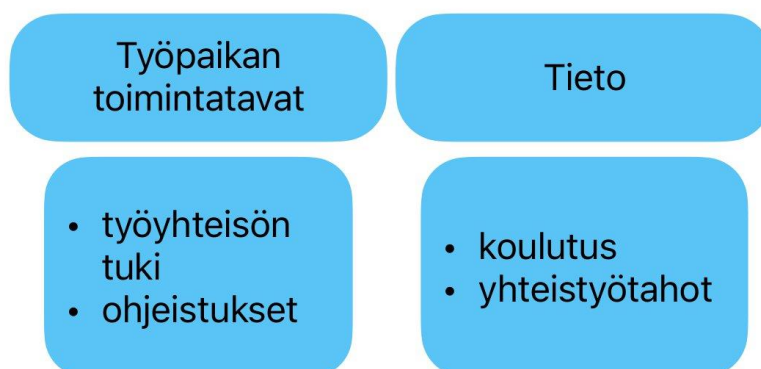 Työpaikan
toimintatavat
Tieto
• työyhteisön
tuki
• ohjeistukset
• koulutus
• yhteistyötahot